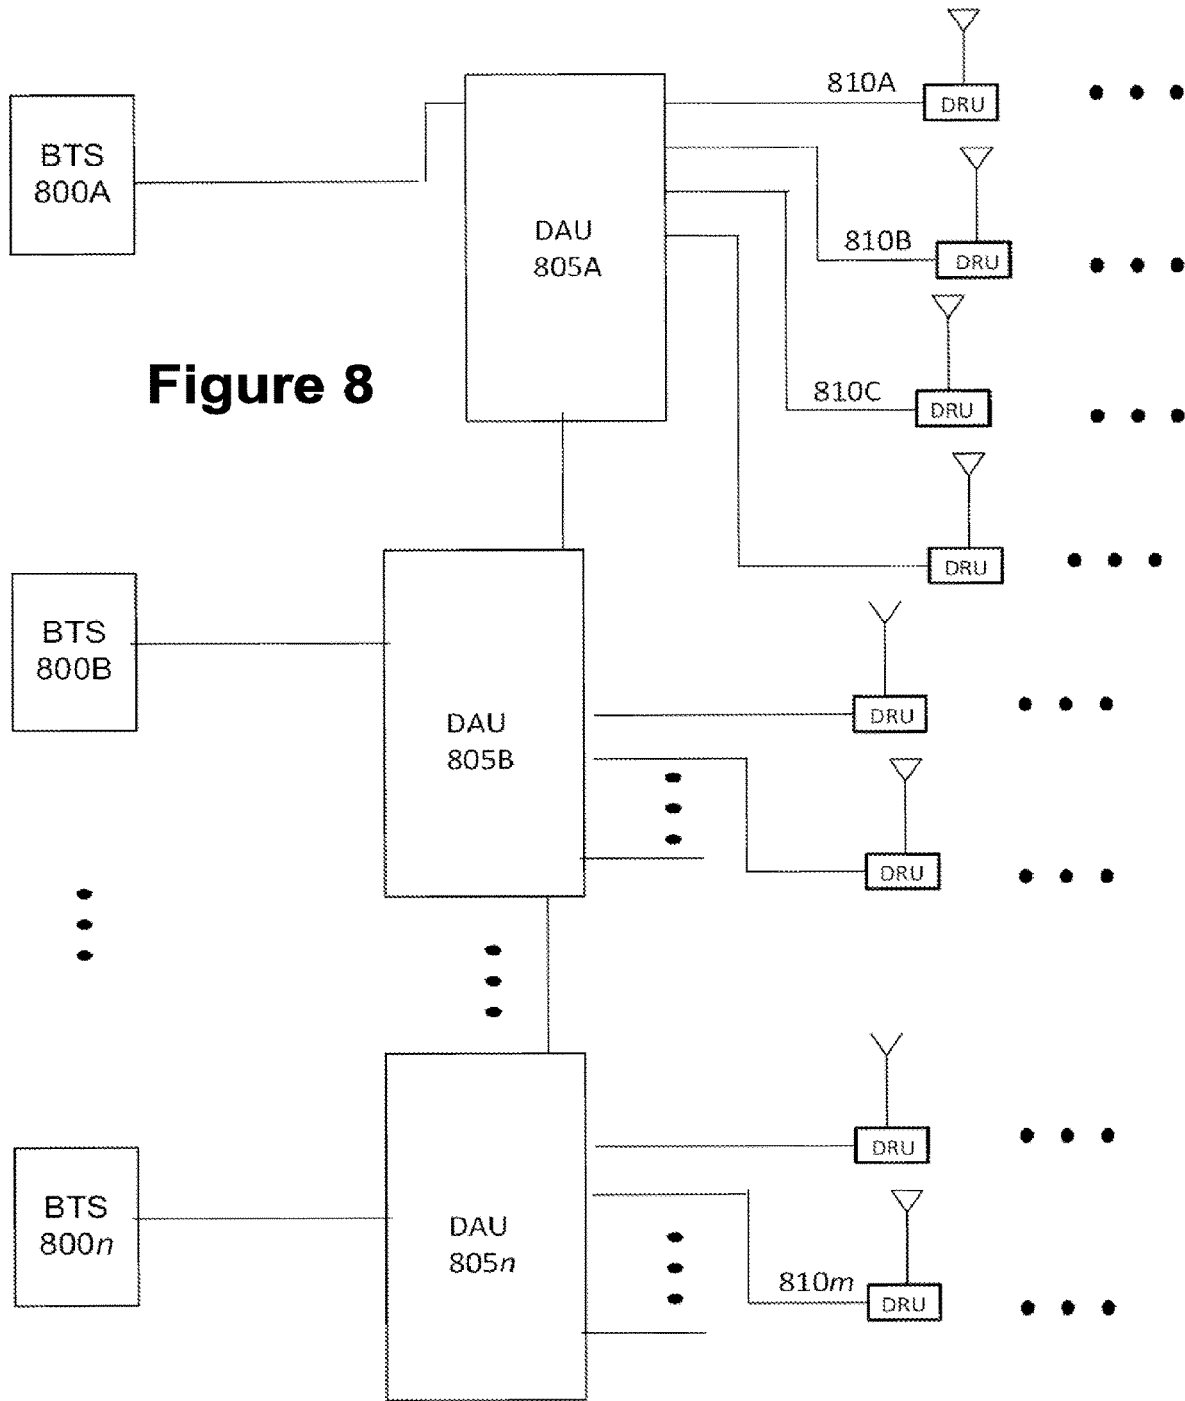 810A
DRU
BTS
800A
DAU
805A
810B
DRU
Figure 8
810C
DRU
DRU
BTS
800B
DAU
805B
DRU
DRU
BTS
800n
DAU
805n
DRU
810m
DRU